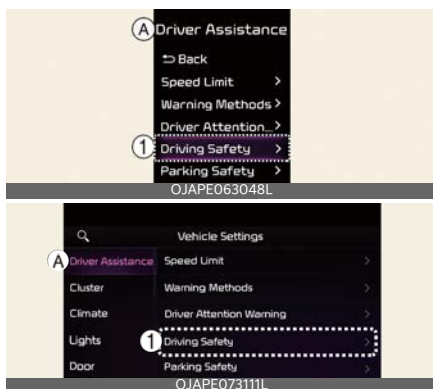 A Driver Assistance
Back
Speed Limit
Warning Methods
Driver Attention...
1 Driving Safety
Parking Safety
OJAPE063048L
Vehicle Settings
A Driver Assistance Speed Limit
Cluster Warning Methods
Climate Driver Attention Warning
Lights 1 Driving Safety
Door Parking Safety
OJAPE073111L